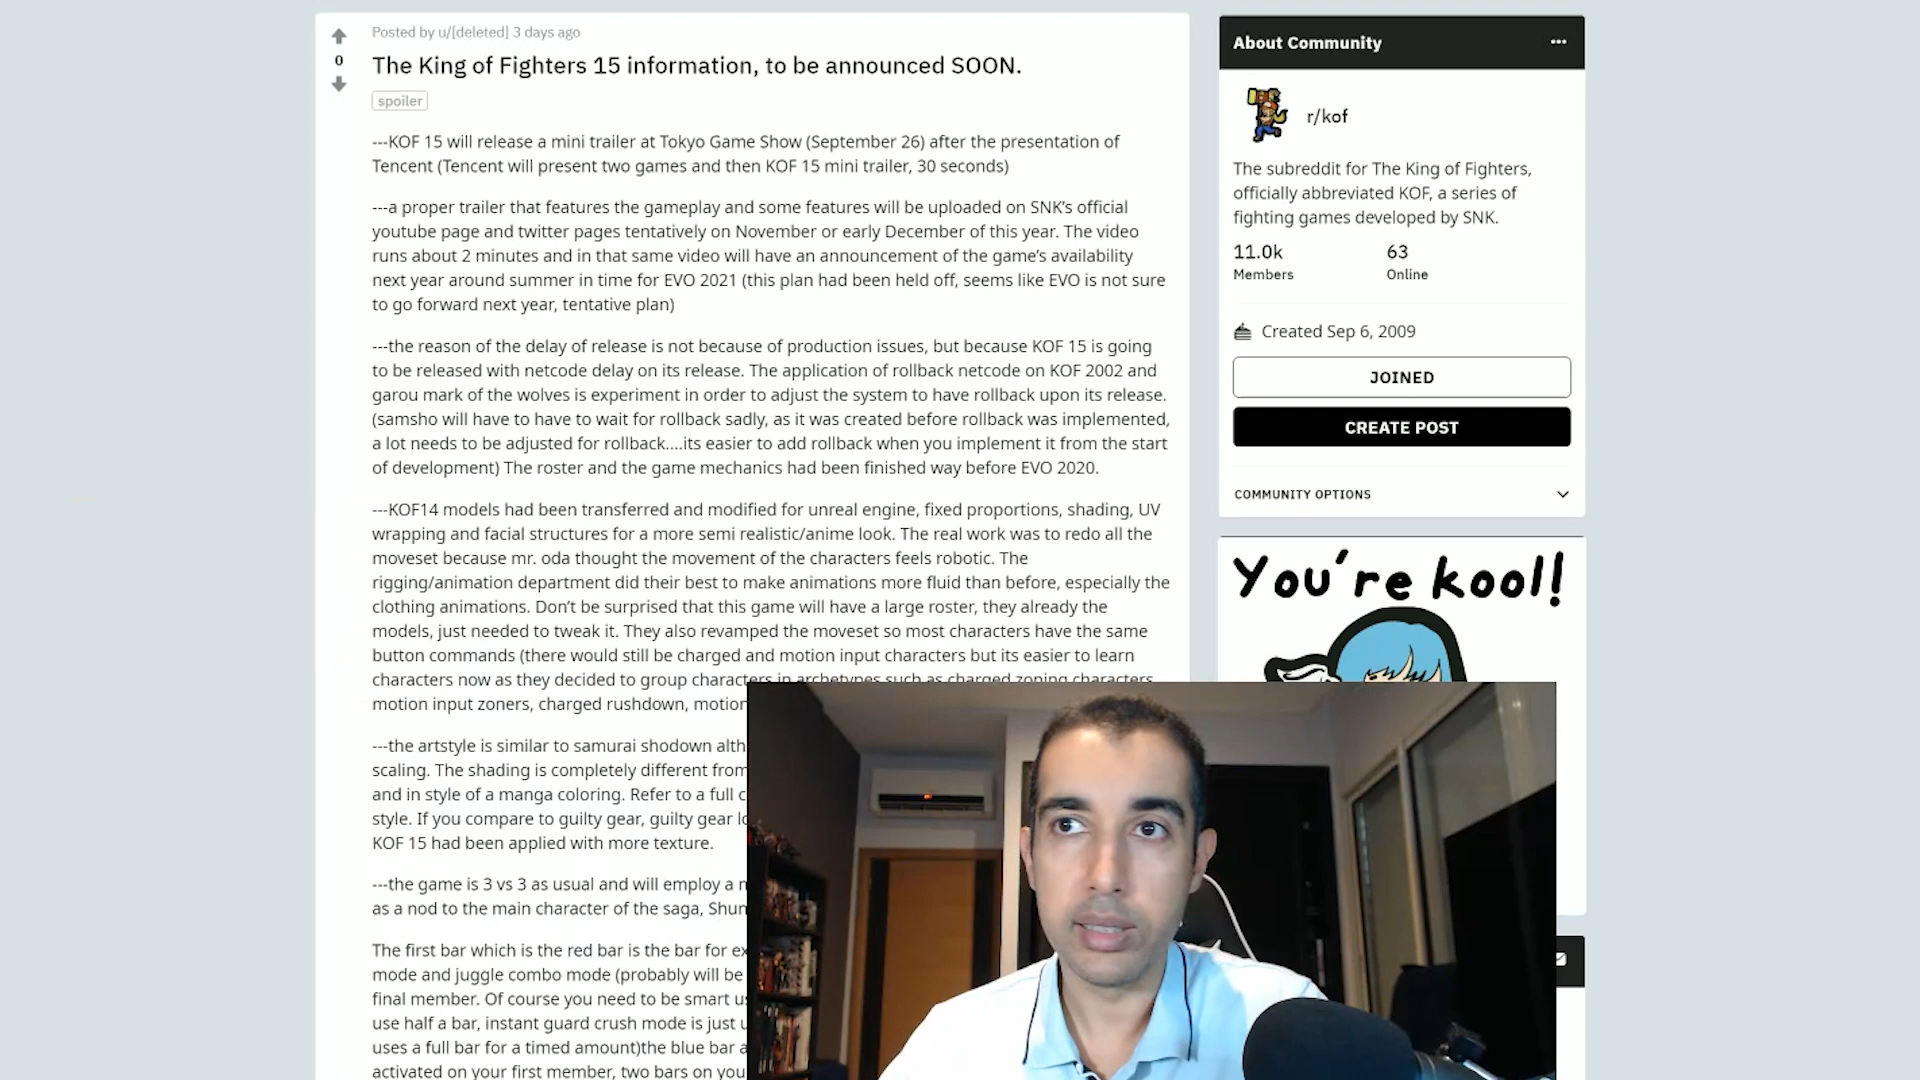 Posted by u/[deleted] 3 days ago
0
The King of Fighters 15 information, to be announced SOON.
spoiler
---KOF 15 will release a mini trailer at Tokyo Game Show (September 26) after the presentation of
Tencent (Tencent will present two games and then KOF 15 mini trailer, 30 seconds)
---a proper trailer that features the gameplay and some features will be uploaded on SNK's official
youtube page and twitter pages tentatively on November or early December of this year. The video
runs about 2 minutes and in that same video will have an announcement of the game's availability
next year around summer in time for EVO 2021 (this plan had been held off, seems like EVO is not sure
to go forward next year, tentative plan)
---the reason of the delay of release is not because of production issues, but because KOF 15 is going
to be released with netcode delay on its release. The application of rollback netcode on KOF 2002 and
garou mark of the wolves is experiment in order to adjust the system to have rollback upon its release.
(samsho will have to have to wait for rollback sadly, as it was created before rollback was implemented,
a lot needs to be adjusted for rollback....its easier to add rollback when you implement it from the start
of development) The roster and the game mechanics had been finished way before EVO 2020.
---KOF14 models had been transferred and modified for unreal engine, fixed proportions, shading, UV
wrapping and facial structures for a more semi realistic/anime look. The real work was to redo all the
moveset because mr. oda thought the movement of the characters feels robotic. The
rigging/animation department did their best to make animations more fluid than before, especially the
clothing animations. Don't be surprised that this game will have a large roster, they already the
models, just needed to tweak it. They also revamped the moveset so most characters have the same
button commands (there would still be charged and motion input characters but its easier to learn
characters now as they decided to group characters in archetypes such as charged zoning characters
motion input zoners, charged rushdown, motion
---the artstyle is similar to samurai shodown
scaling. The shading is completely different from
and in style of a manga coloring. Refer to a full
style. If you compare to guilty gear, guilty gear
KOF 15 had been applied with more texture.
---the game is 3 vs 3 as usual and will employ a
as a nod to the main character of the saga, Shun
The first bar which is the red bar is the bar for
mode and juggle combo mode (probably will be
final member. Of course you need to be smart
use half a bar, instant guard crush mode is just
uses a full bar for a timed amount)the blue bar
activated on your first member, two bars on
About Community
r/kof
The subreddit for The King of Fighters,
officially abbreviated KOF, a series of
fighting games developed by SNK.
11.0k 63
Members Online
Created Sep 6, 2009
JOINED
CREATE POST
COMMUNITY OPTIONS
You're kool!